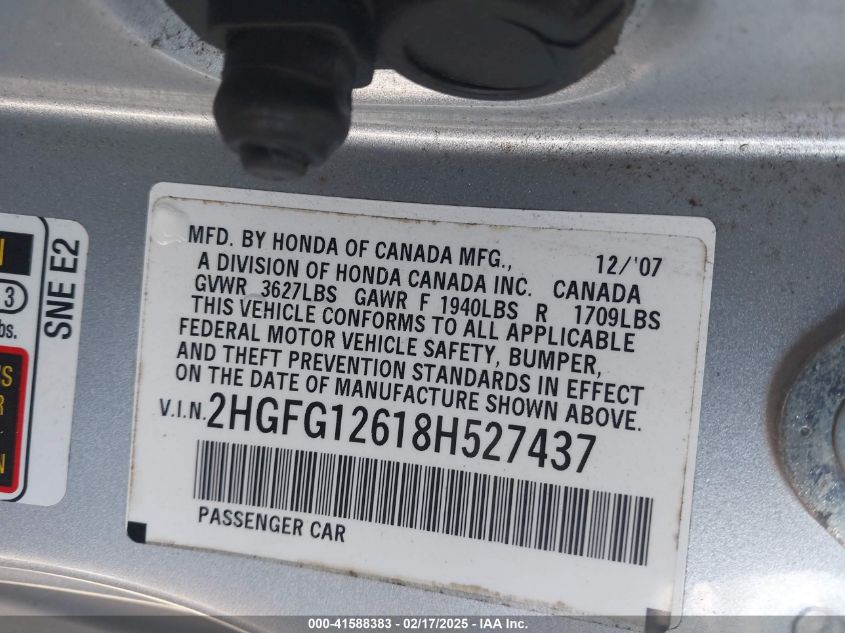 MFD. BY HONDA OF CANADA MFG., 12/'07
A DIVISION OF HONDA CANADA INC. CANADA
GVWR 3627LBS GAWR F 1940LBS R 1709LBS
THIS VEHICLE CONFORMS TO ALL APPLICABLE
FEDERAL MOTOR VEHICLE SAFETY, BUMPER,
AND THEFT PREVENTION STANDARDS IN EFFECT
ON THE DATE OF MANUFACTURE SHOWN ABOVE.
V.I.N. 2HGFG12618H527437
PASSENGER CAR
SNE E2
3
bs.
000-41588383 - 02/17/2025 - IAA Inc.